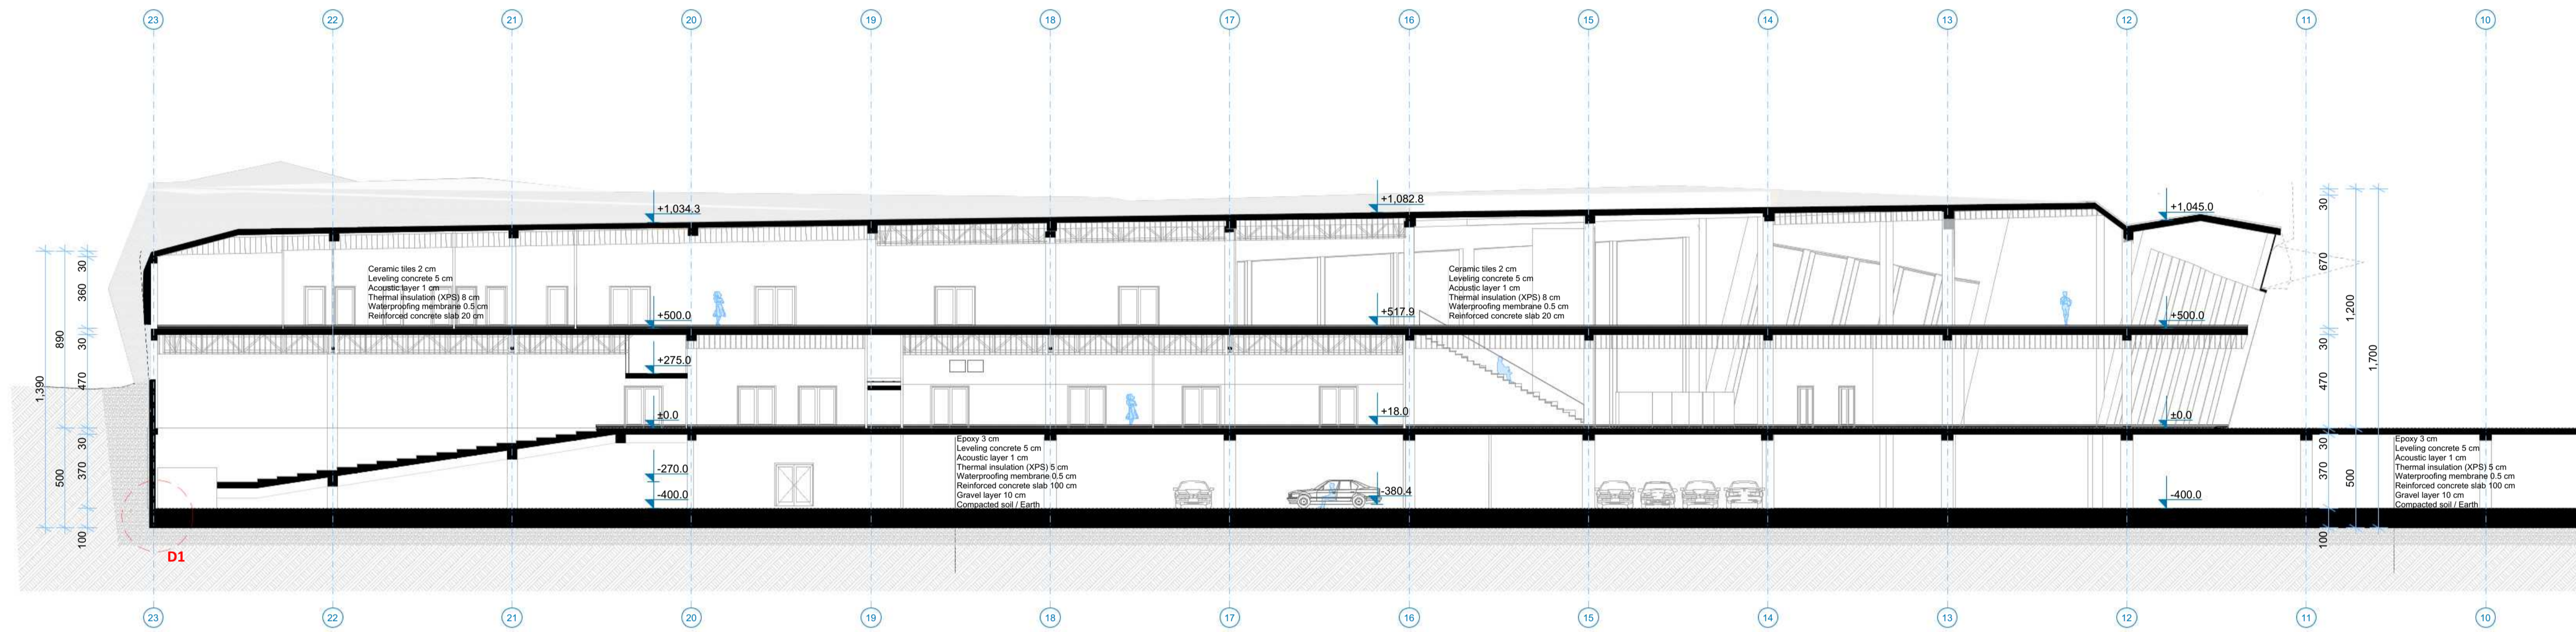 23 22 21 20 19 18 17 16 15 14 13 12 11 10
+1,034.3
+1,082.8
+1,045.0
Ceramic tiles 2 cm
Leveling concrete 5 cm
Acoustic layer 1 cm
Thermal insulation (XPS) 8 cm
Waterproofing membrane 0.5 cm
Reinforced concrete slab 20 cm
Ceramic tiles 2 cm
Leveling concrete 5 cm
Acoustic layer 1 cm
Thermal insulation (XPS) 8 cm
Waterproofing membrane 0.5 cm
Reinforced concrete slab 20 cm
+500.0
+517.9
+500.0
+275.0
±0.0
+18.0
±0.0
-270.0
-400.0
-380.4
-400.0
Epoxy 3 cm
Leveling concrete 5 cm
Acoustic layer 1 cm
Thermal insulation (XPS) 5 cm
Waterproofing membrane 0.5 cm
Reinforced concrete slab 100 cm
Gravel layer 10 cm
Compacted soil / Earth
Epoxy 3 cm
Leveling concrete 5 cm
Acoustic layer 1 cm
Thermal insulation (XPS) 5 cm
Waterproofing membrane 0.5 cm
Reinforced concrete slab 100 cm
Gravel layer 10 cm
Compacted soil / Earth
1,390
890
500
30
360
30
470
30
370
100
30
670
30
470
30
370
100
1,200
500
1,700
D1
23 22 21 20 19 18 17 16 15 14 13 12 11 10